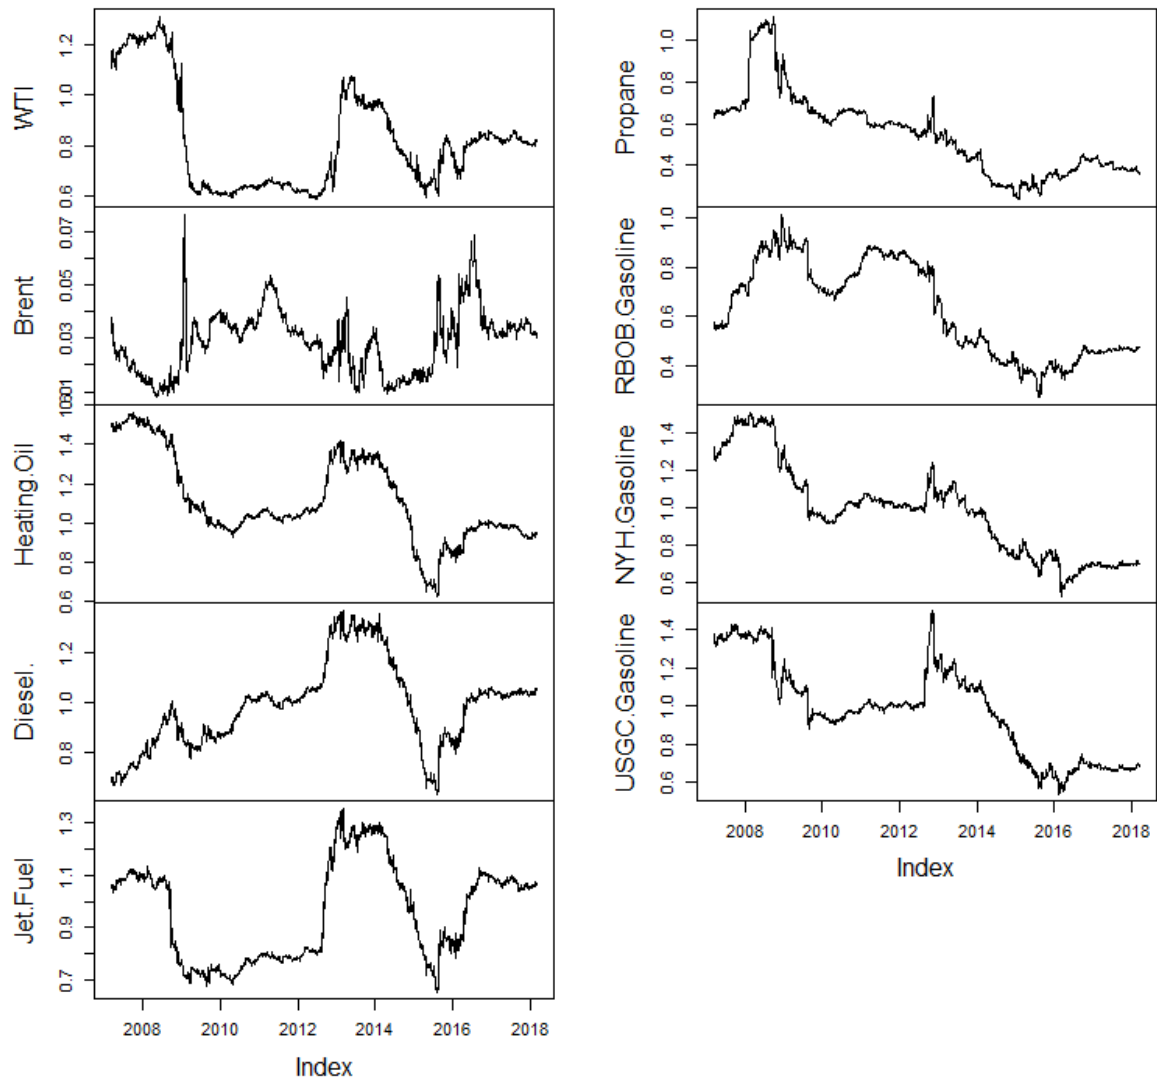 WTI
0.6 0.8 1.0 1.2
Brent
0.03 0.05 0.07
Heating.Oil
0.6 0.8 1.0 1.2 1.4
Diesel.
0.8 1.0 1.2
Jet.Fuel
0.7 0.9 1.1 1.3
2008 2010 2012 2014 2016 2018
Index
Propane
0.4 0.6 0.8 1.0
RBOB.Gasoline
0.4 0.6 0.8 1.0
NYH.Gasoline
0.6 0.8 1.0 1.2 1.4
USGC.Gasoline
0.6 0.8 1.0 1.2 1.4
2008 2010 2012 2014 2016 2018
Index